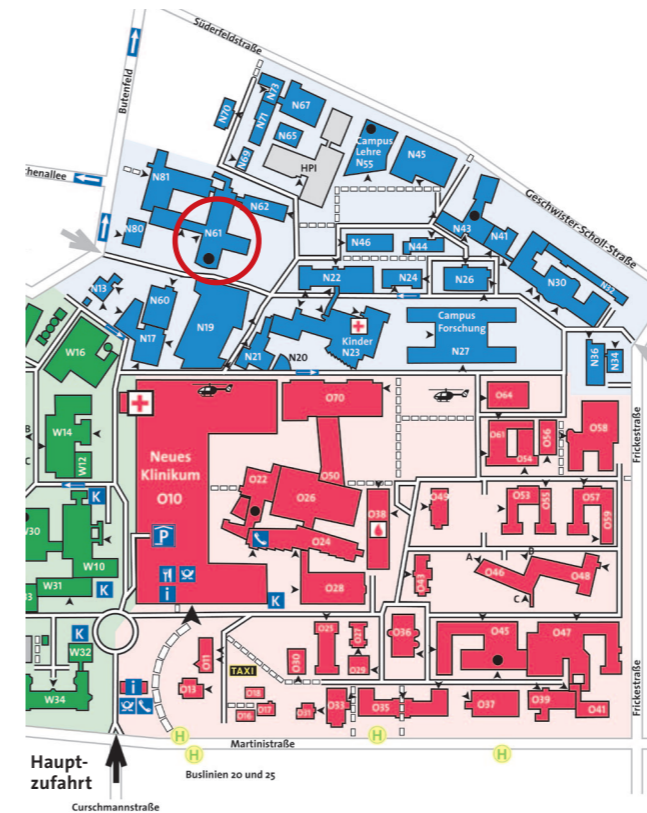 Süderfeldstraße
Butenfeld
N73
N67
N70
N71
N65
Campus
Lehre
N55
N45
HPI
N69
henallee
N81
N62
Geschwister-Scholl-Straße
N80
N61
N43
N41
N46
N44
N30
N32
N22
N24
N26
N13
N60
N17
N19
Kinder
N23
Campus
Forschung
N27
N21
N20
N36
N34
W16
O70
O64
W14
B
C
W12
Neues
Klinikum
O10
O61
O54
O56
O58
Frickestraße
O50
O22
O26
K
O49
O53
O55
O57
O59
W30
O38
P
O24
W10
A
D
O46
O48
C
W31
K
i
K
O28
O43
K
W32
O11
O25
O27
O36
O45
O47
O30
O29
TAXI
W34
i
O13
O18
O16
O17
O31
O33
O35
O37
O39
O41
Frickestraße
H
H
H
H
Martinistraße
Haupt-
zufahrt
Buslinien 20 und 25
Curschmannstraße